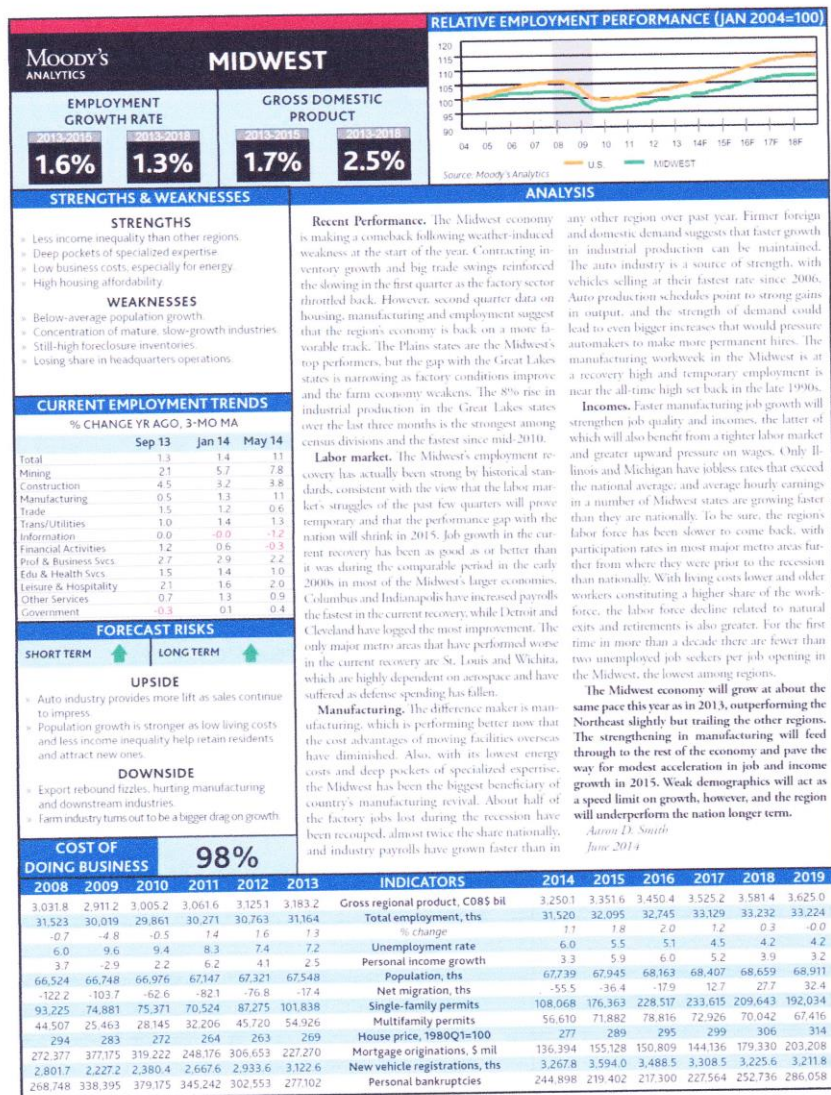 MOODY'S
ANALYTICS
MIDWEST
EMPLOYMENT
GROWTH RATE
2013-2015 2013-2018
1.6% 1.3%
GROSS DOMESTIC
PRODUCT
2013-2015 2013-2018
1.7% 2.5%
RELATIVE EMPLOYMENT PERFORMANCE (JAN 2004=100)
120
115
110
105
100
95
90
04 05 06 07 08 09 10 11 12 13 14F 15F 16F 17F 18F
U.S. MIDWEST
Source: Moody's Analytics
STRENGTHS & WEAKNESSES
STRENGTHS
» Less income inequality than other regions.
» Deep pockets of specialized expertise.
» Low business costs, especially for energy.
» High housing affordability.
WEAKNESSES
» Below-average population growth.
» Concentration of mature, slow-growth industries.
» Still-high foreclosure inventories.
» Losing share in headquarters operations.
CURRENT EMPLOYMENT TRENDS
% CHANGE YR AGO, 3-MO MA
Sep 13 Jan 14 May 14
Total 1.3 1.4 1.1
Mining 2.1 5.7 7.8
Construction 4.5 3.2 3.8
Manufacturing 0.5 1.3 1.1
Trade 1.5 1.2 0.6
Trans/Utilities 1.0 1.4 1.3
Information 0.0 -0.0 -1.2
Financial Activities 1.2 0.6 -0.3
Prof & Business Svcs 2.7 2.9 2.2
Edu & Health Svcs 1.5 1.4 1.0
Leisure & Hospitality 2.1 1.6 2.0
Other Services 0.7 1.3 0.9
Government -0.3 0.1 0.4
FORECAST RISKS
SHORT TERM LONG TERM
UPSIDE
» Auto industry provides more lift as sales continue
to impress.
» Population growth is stronger as low living costs
and less income inequality help retain residents
and attract new ones.
DOWNSIDE
» Export rebound fizzles, hurting manufacturing
and downstream industries.
» Farm industry turns out to be a bigger drag on growth.
ANALYSIS
Recent Performance. The Midwest economy
is making a comeback following weather-induced
weakness at the start of the year. Contracting in-
ventory growth and big trade swings reinforced
the slowing in the first quarter as the factory sector
throttled back. However, second quarter data on
housing, manufacturing and employment suggest
that the region's economy is back on a more fa-
vorable track. The Plains states are the Midwest's
top performers, but the gap with the Great Lakes
states is narrowing as factory conditions improve
and the farm economy weakens. The 8% rise in
industrial production in the Great Lakes states
over the last three months is the strongest among
census divisions and the fastest since mid-2010.
Labor market. The Midwest's employment re-
covery has actually been strong by historical stan-
dards, consistent with the view that the labor mar-
ket's struggles of the past few quarters will prove
temporary and that the performance gap with the
nation will shrink in 2015. Job growth in the cur-
rent recovery has been as good as or better than
it was during the comparable period in the early
2000s in most of the Midwest's larger economies.
Columbus and Indianapolis have increased payrolls
the fastest in the current recovery, while Detroit and
Cleveland have logged the most improvement. The
only major metro areas that have performed worse
in the current recovery are St. Louis and Wichita,
which are highly dependent on aerospace and have
suffered as defense spending has fallen.
Manufacturing. The difference maker is man-
ufacturing, which is performing better now that
the cost advantages of moving facilities overseas
have diminished. Also, with its lowest energy
costs and deep pockets of specialized expertise,
the Midwest has been the biggest beneficiary of
country's manufacturing revival. About half of
the factory jobs lost during the recession have
been recouped, almost twice the share nationally,
and industry payrolls have grown faster than in
any other region over past year. Firmer foreign
and domestic demand suggests that faster growth
in industrial production can be maintained.
The auto industry is a source of strength, with
vehicles selling at their fastest rate since 2006.
Auto production schedules point to strong gains
in output, and the strength of demand could
lead to even bigger increases that would pressure
automakers to make more permanent hires. The
manufacturing workweek in the Midwest is at
a recovery high and temporary employment is
near the all-time high set back in the late 1990s.
Incomes. Faster manufacturing job growth will
strengthen job quality and incomes, the latter of
which will also benefit from a tighter labor market
and greater upward pressure on wages. Only Il-
linois and Michigan have jobless rates that exceed
the national average; and average hourly earnings
in a number of Midwest states are growing faster
than they are nationally. To be sure, the region's
labor force has been slower to come back, with
participation rates in most major metro areas fur-
ther from where they were prior to the recession
than nationally. With living costs lower and older
workers constituting a higher share of the work-
force, the labor force decline related to natural
exits and retirements is also greater. For the first
time in more than a decade there are fewer than
two unemployed job seekers per job opening in
the Midwest, the lowest among regions.
The Midwest economy will grow at about the
same pace this year as in 2013, outperforming the
Northeast slightly but trailing the other regions.
The strengthening in manufacturing will feed
through to the rest of the economy and pave the
way for modest acceleration in job and income
growth in 2015. Weak demographics will act as
a speed limit on growth, however, and the region
will underperform the nation longer term.
Aaron D. Smith
June 2014
COST OF
DOING BUSINESS 98%
2008 2009 2010 2011 2012 2013 INDICATORS 2014 2015 2016 2017 2018 2019
3,031.8 2,911.2 3,005.2 3,061.6 3,125.1 3,183.2 Gross regional product, C08$ bil 3,250.1 3,351.6 3,450.4 3,525.2 3,581.4 3,625.0
31,523 30,019 29,861 30,271 30,763 31,164 Total employment, ths 31,520 32,095 32,745 33,129 33,232 33,224
-0.7 -4.8 -0.5 1.4 1.6 1.3 % change 1.1 1.8 2.0 1.2 0.3 -0.0
6.0 9.6 9.4 8.3 7.4 7.2 Unemployment rate 6.0 5.5 5.1 4.5 4.2 4.2
3.7 -2.9 2.2 6.2 4.1 2.5 Personal income growth 3.3 5.9 6.0 5.2 3.9 3.2
66,524 66,748 66,976 67,147 67,321 67,548 Population, ths 67,739 67,945 68,163 68,407 68,659 68,911
-122.2 -103.7 -62.6 -82.1 -76.8 -17.4 Net migration, ths -55.5 -36.4 -17.9 12.7 27.7 32.4
93,225 74,881 75,371 70,524 87,275 101,838 Single-family permits 108,068 176,363 228,517 233,615 209,643 192,034
44,507 25,463 28,145 32,206 45,720 54,926 Multifamily permits 56,610 71,882 78,816 72,926 70,042 67,416
294 283 272 264 263 269 House price, 1980Q1=100 277 289 295 299 306 314
272,377 377,175 319,222 248,176 306,653 227,270 Mortgage originations, $ mil 136,394 155,128 150,809 144,136 179,330 203,208
2,801.7 2,227.2 2,380.4 2,667.6 2,933.6 3,122.6 New vehicle registrations, ths 3,267.8 3,594.0 3,488.5 3,308.5 3,225.6 3,211.8
268,748 338,395 379,175 345,242 302,553 277,102 Personal bankruptcies 244,898 219,402 217,300 227,564 252,736 286,058